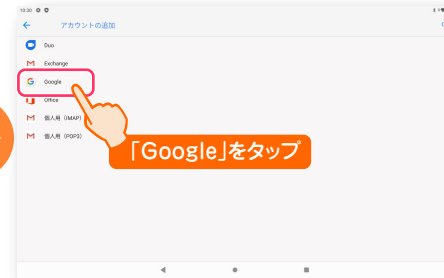 10:30
アカウントの追加
Duo
Exchange
Google
Office
個人用 (IMAP)
個人用 (POP3)
「Google」をタップ